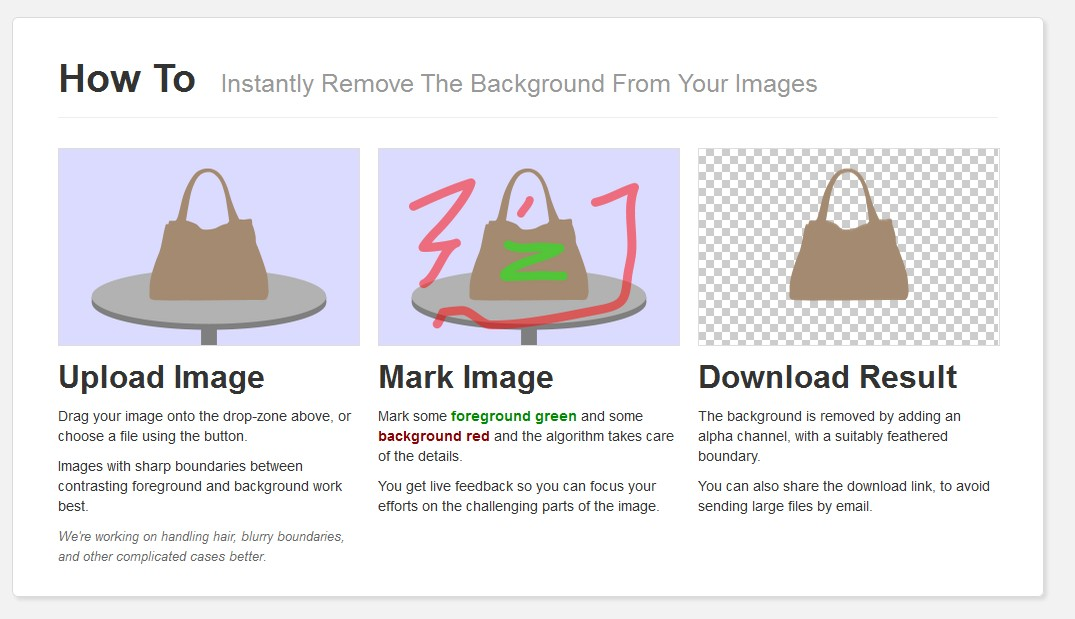 How To Instantly Remove The Background From Your Images
Upload Image
Drag your image onto the drop-zone above, or
choose a file using the button.
Images with sharp boundaries between
contrasting foreground and background work
best.
We're working on handling hair, blurry boundaries,
and other complicated cases better.
Mark Image
Mark some foreground green and some
background red and the algorithm takes care
of the details.
You get live feedback so you can focus your
efforts on the challenging parts of the image.
Download Result
The background is removed by adding an
alpha channel, with a suitably feathered
boundary.
You can also share the download link, to avoid
sending large files by email.